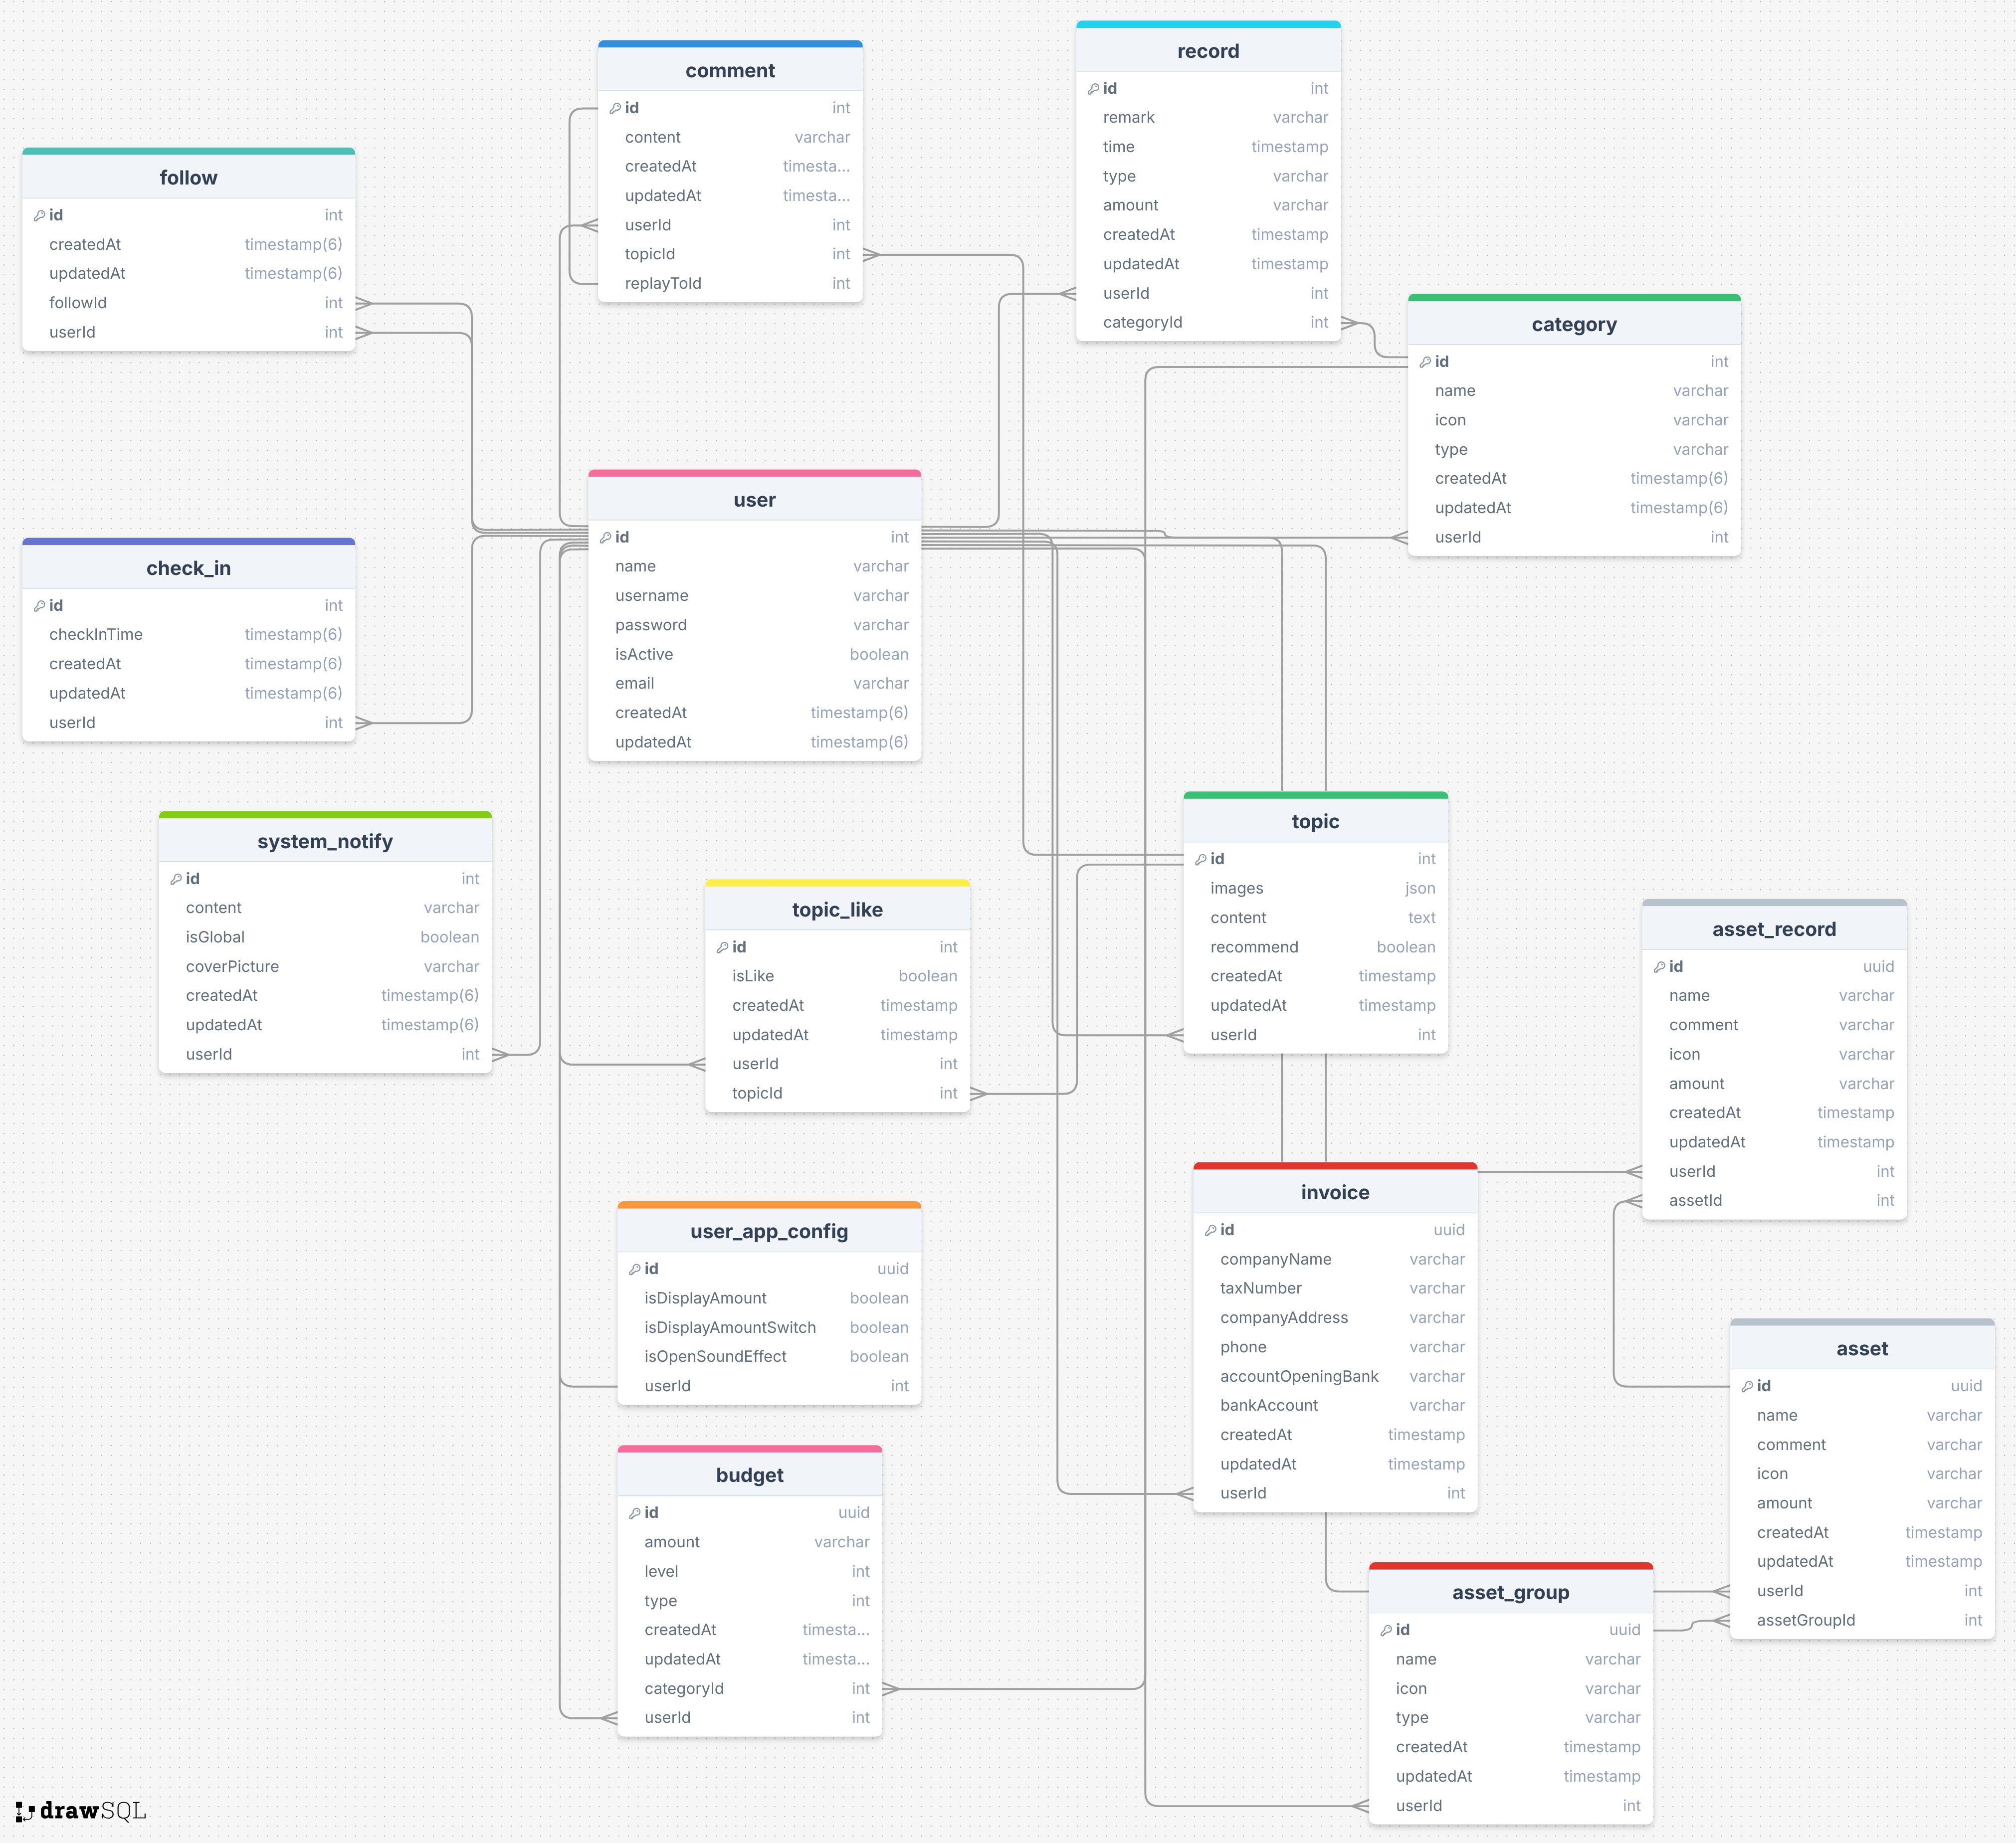 comment
id int
content varchar
createdAt timesta...
updatedAt timesta...
userId int
topicId int
replayToId int
record
id int
remark varchar
time timestamp
type varchar
amount varchar
createdAt timestamp
updatedAt timestamp
userId int
categoryId int
follow
id int
createdAt timestamp(6)
updatedAt timestamp(6)
followId int
userId int
category
id int
name varchar
icon varchar
type varchar
createdAt timestamp(6)
updatedAt timestamp(6)
userId int
user
id int
name varchar
username varchar
password varchar
isActive boolean
email varchar
createdAt timestamp(6)
updatedAt timestamp(6)
check_in
id int
checkInTime timestamp(6)
createdAt timestamp(6)
updatedAt timestamp(6)
userId int
system_notify
id int
content varchar
isGlobal boolean
coverPicture varchar
createdAt timestamp(6)
updatedAt timestamp(6)
userId int
topic_like
id int
isLike boolean
createdAt timestamp
updatedAt timestamp
userId int
topicId int
topic
id int
images json
content text
recommend boolean
createdAt timestamp
updatedAt timestamp
userId int
asset_record
id uuid
name varchar
comment varchar
icon varchar
amount varchar
createdAt timestamp
updatedAt timestamp
userId int
assetId int
user_app_config
id uuid
isDisplayAmount boolean
isDisplayAmountSwitch boolean
isOpenSoundEffect boolean
userId int
invoice
id uuid
companyName varchar
taxNumber varchar
companyAddress varchar
phone varchar
accountOpeningBank varchar
bankAccount varchar
createdAt timestamp
updatedAt timestamp
userId int
asset
id uuid
name varchar
comment varchar
icon varchar
amount varchar
createdAt timestamp
updatedAt timestamp
userId int
assetGroupId int
budget
id uuid
amount varchar
level int
type int
createdAt timesta...
updatedAt timesta...
categoryId int
userId int
asset_group
id uuid
name varchar
icon varchar
type varchar
createdAt timestamp
updatedAt timestamp
userId int
drawSQL